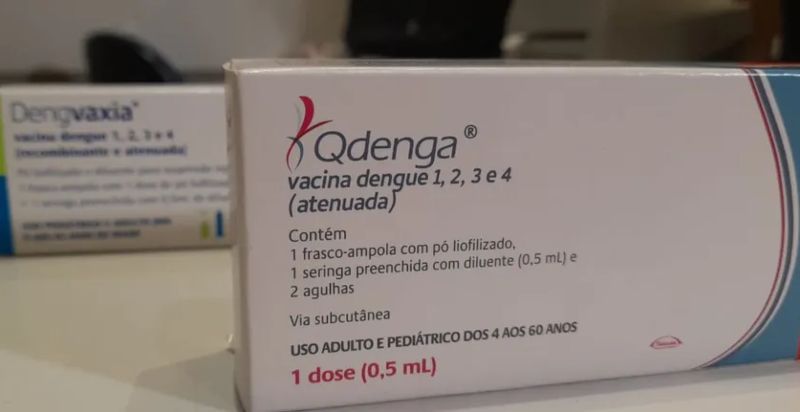 Dengvaxia®
vacina dengue 1, 2, 3 e 4
(recombinante e atenuada)
Qdenga®
vacina dengue 1, 2, 3 e 4
(atenuada)
Contém
1 frasco-ampola com pó liofilizado,
1 seringa preenchida com diluente (0,5 mL) e
2 agulhas
Via subcutânea
USO ADULTO E PEDIÁTRICO DOS 4 AOS 60 ANOS
1 dose (0,5 mL)
Takeda